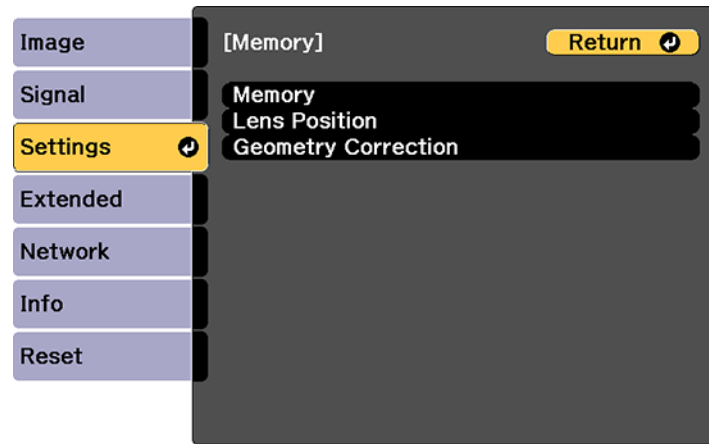 Image
Signal
Settings
Extended
Network
Info
Reset
[Memory]
Return
Memory
Lens Position
Geometry Correction